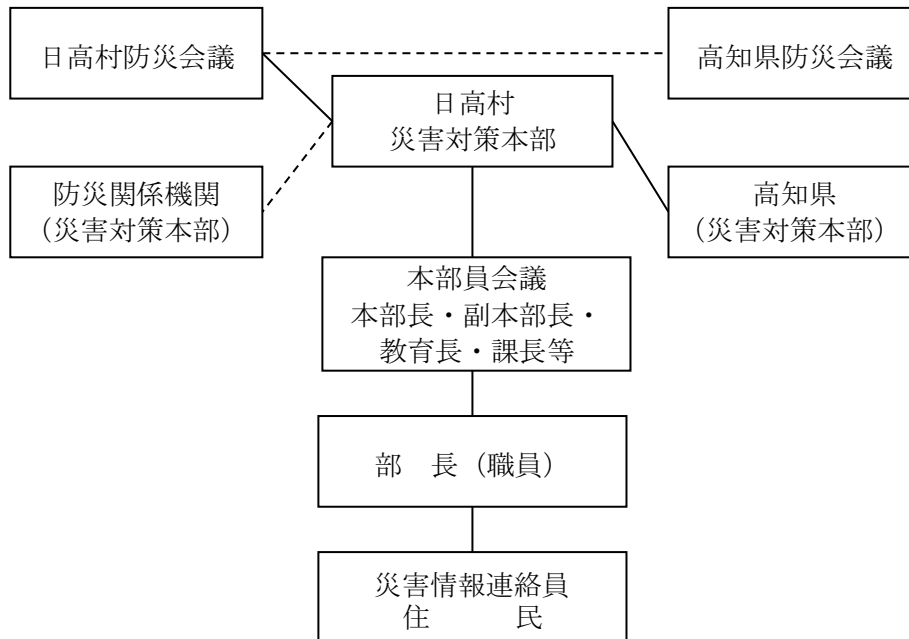 日高村防災会議
高知県防災会議
日高村
災害対策本部
防災関係機関
（災害対策本部）
高知県
（災害対策本部）
本部員会議
本部長・副本部長・
教育長・課長等
部　長（職員）
災害情報連絡員
住　　　民